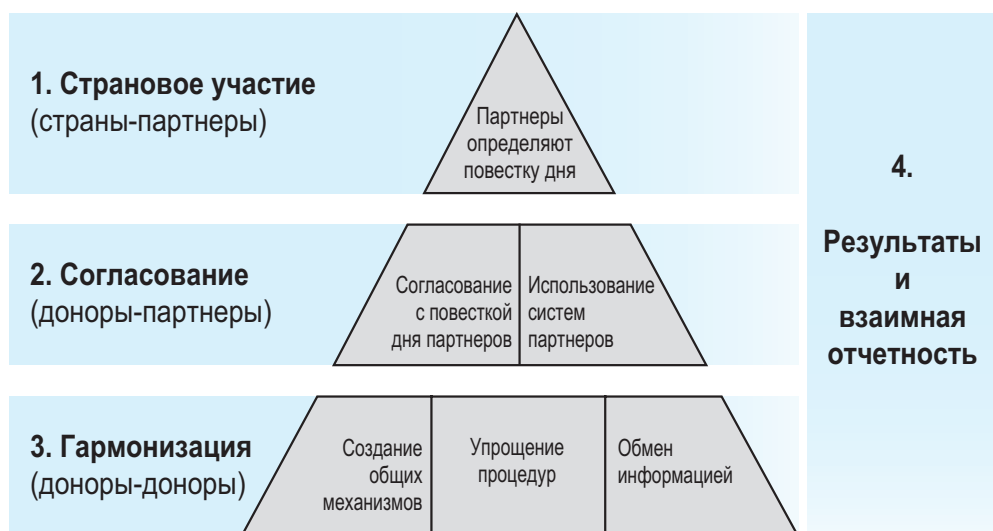 1. Страновое участие
(страны-партнеры)
Партнеры
определяют
повестку дня
2. Согласование
(доноры-партнеры)
Согласование
с повесткой
дня партнеров
Использование
систем
партнеров
3. Гармонизация
(доноры-доноры)
Создание
общих
механизмов
Упрощение
процедур
Обмен
информацией
4.
Результаты
и
взаимная
отчетность